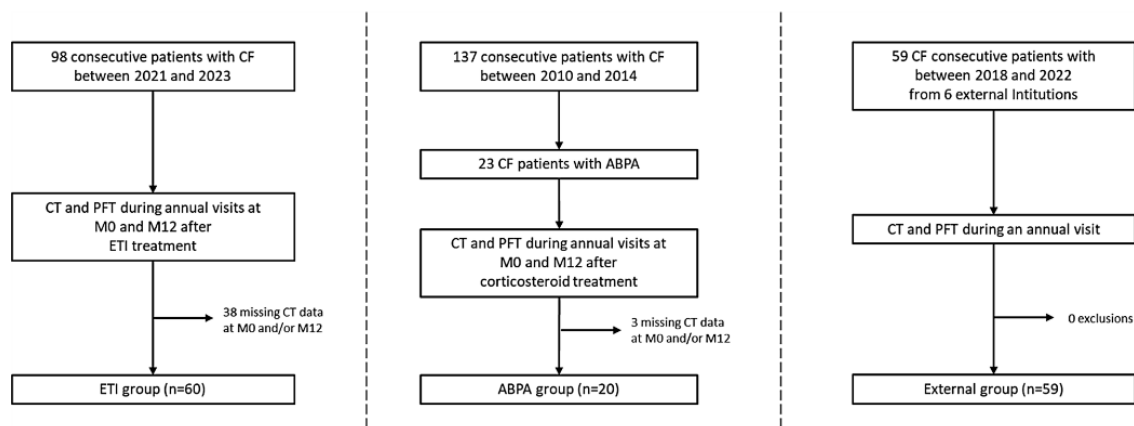 98 consecutive patients with CF
between 2021 and 2023
CT and PFT during annual visits at
M0 and M12 after
ETI treatment
38 missing CT data
at M0 and/or M12
ETI group (n=60)
137 consecutive patients with CF
between 2010 and 2014
23 CF patients with ABPA
CT and PFT during annual visits at
M0 and M12 after
corticosteroid treatment
3 missing CT data
at M0 and/or M12
ABPA group (n=20)
59 CF consecutive patients with
between 2018 and 2022
from 6 external Intitutions
CT and PFT during an annual visit
0 exclusions
External group (n=59)